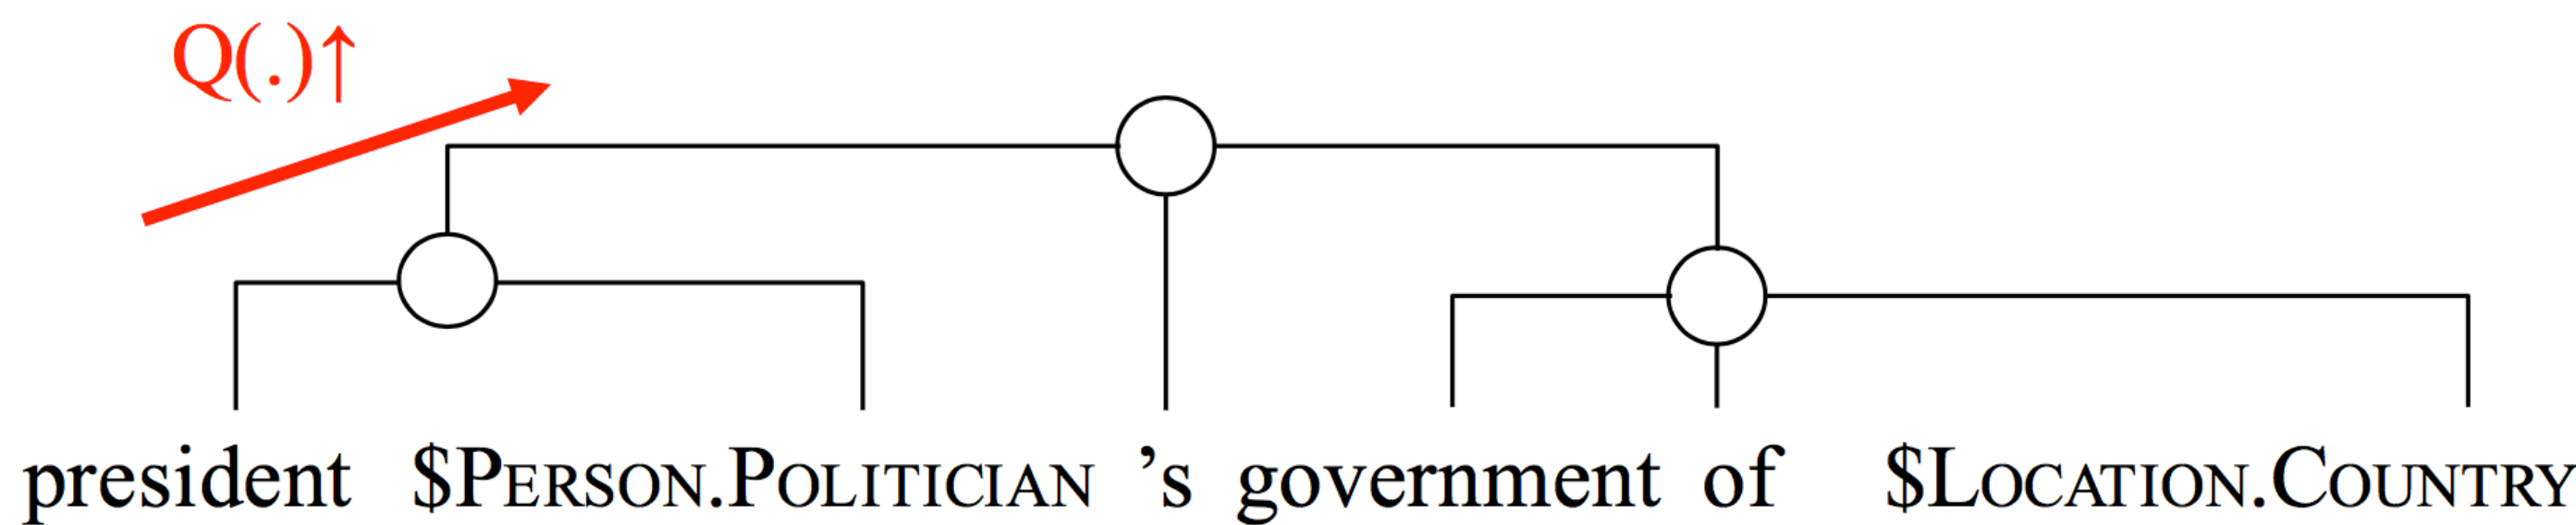 Q(.)↑
president $PERSON.POLITICIAN ’s government of $LOCATION.COUNTRY